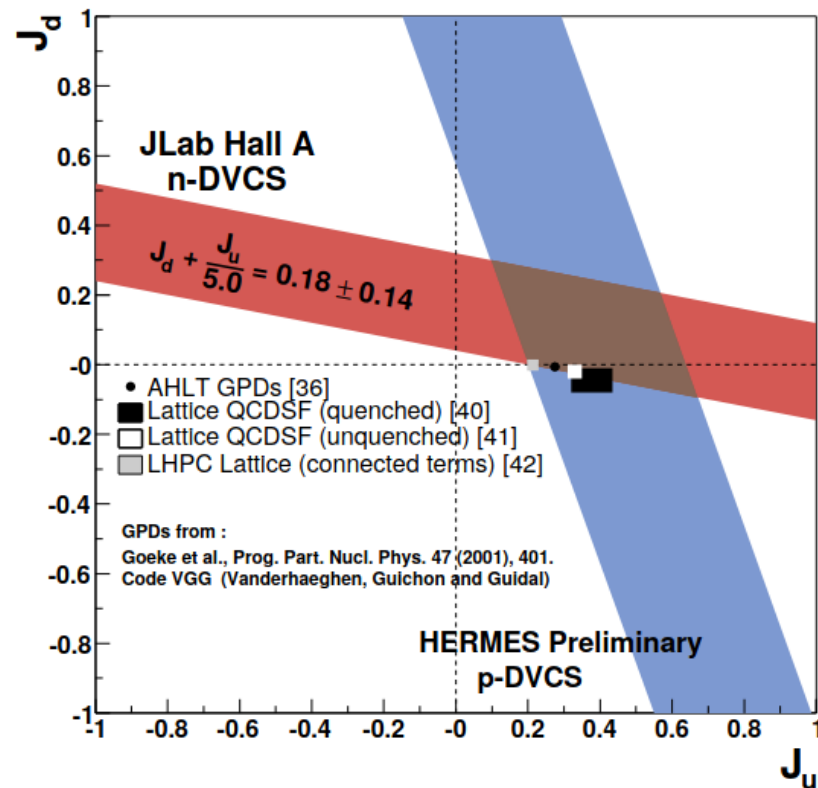 J_d
1
0.8
0.6
0.4
0.2
-0
-0.2
-0.4
-0.6
-0.8
-1
JLab Hall A
n-DVCS
J_d + J_u/5.0 = 0.18 ± 0.14
AHLT GPDs [36]
Lattice QCDSF (quenched) [40]
Lattice QCDSF (unquenched) [41]
LHPC Lattice (connected terms) [42]
GPDs from :
Goeke et al., Prog. Part. Nucl. Phys. 47 (2001), 401.
Code VGG (Vanderhaeghen, Guichon and Guidal)
HERMES Preliminary
p-DVCS
-1 -0.8 -0.6 -0.4 -0.2 -0 0.2 0.4 0.6 0.8 1
J_u